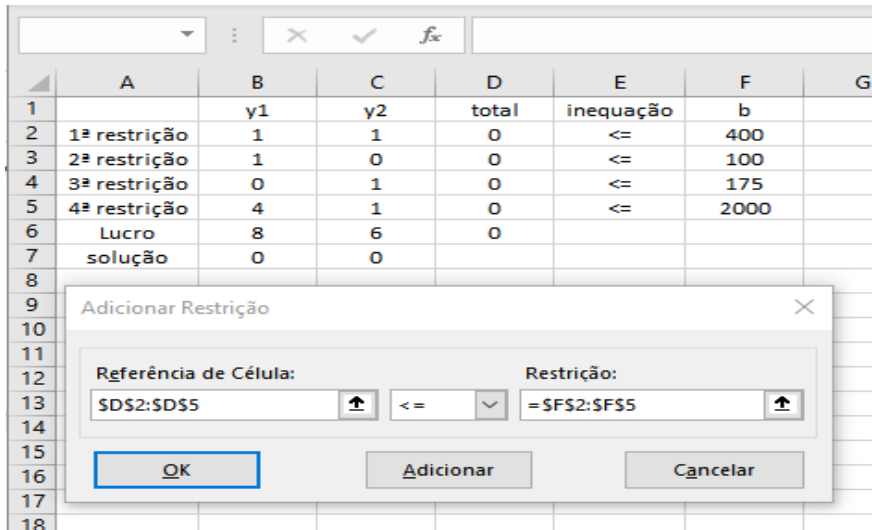 fx
A B C D E F G
1 y1 y2 total inequação b
2 1ª restrição 1 1 0 <= 400
3 2ª restrição 1 0 0 <= 100
4 3ª restrição 0 1 0 <= 175
5 4ª restrição 4 1 0 <= 2000
6 Lucro 8 6 0
7 solução 0 0
8
9
10
11
12
13
14
15
16
17
18
Adicionar Restrição
Referência de Célula: Restrição:
$D$2:$D$5 <= =$F$2:$F$5
OK Adicionar Cancelar